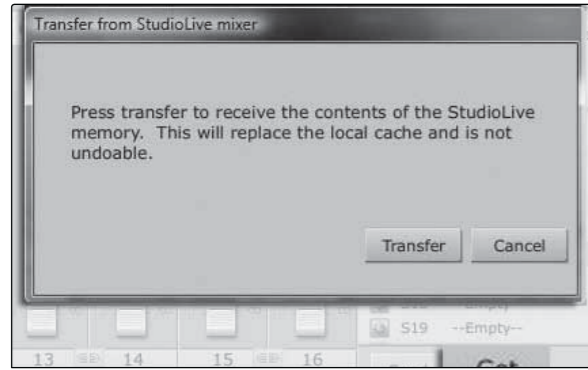 Transfer from StudioLive mixer
Press transfer to receive the contents of the StudioLive
memory. This will replace the local cache and is not
undoable.
Transfer Cancel
S19 --Empty--
13 14 15 16